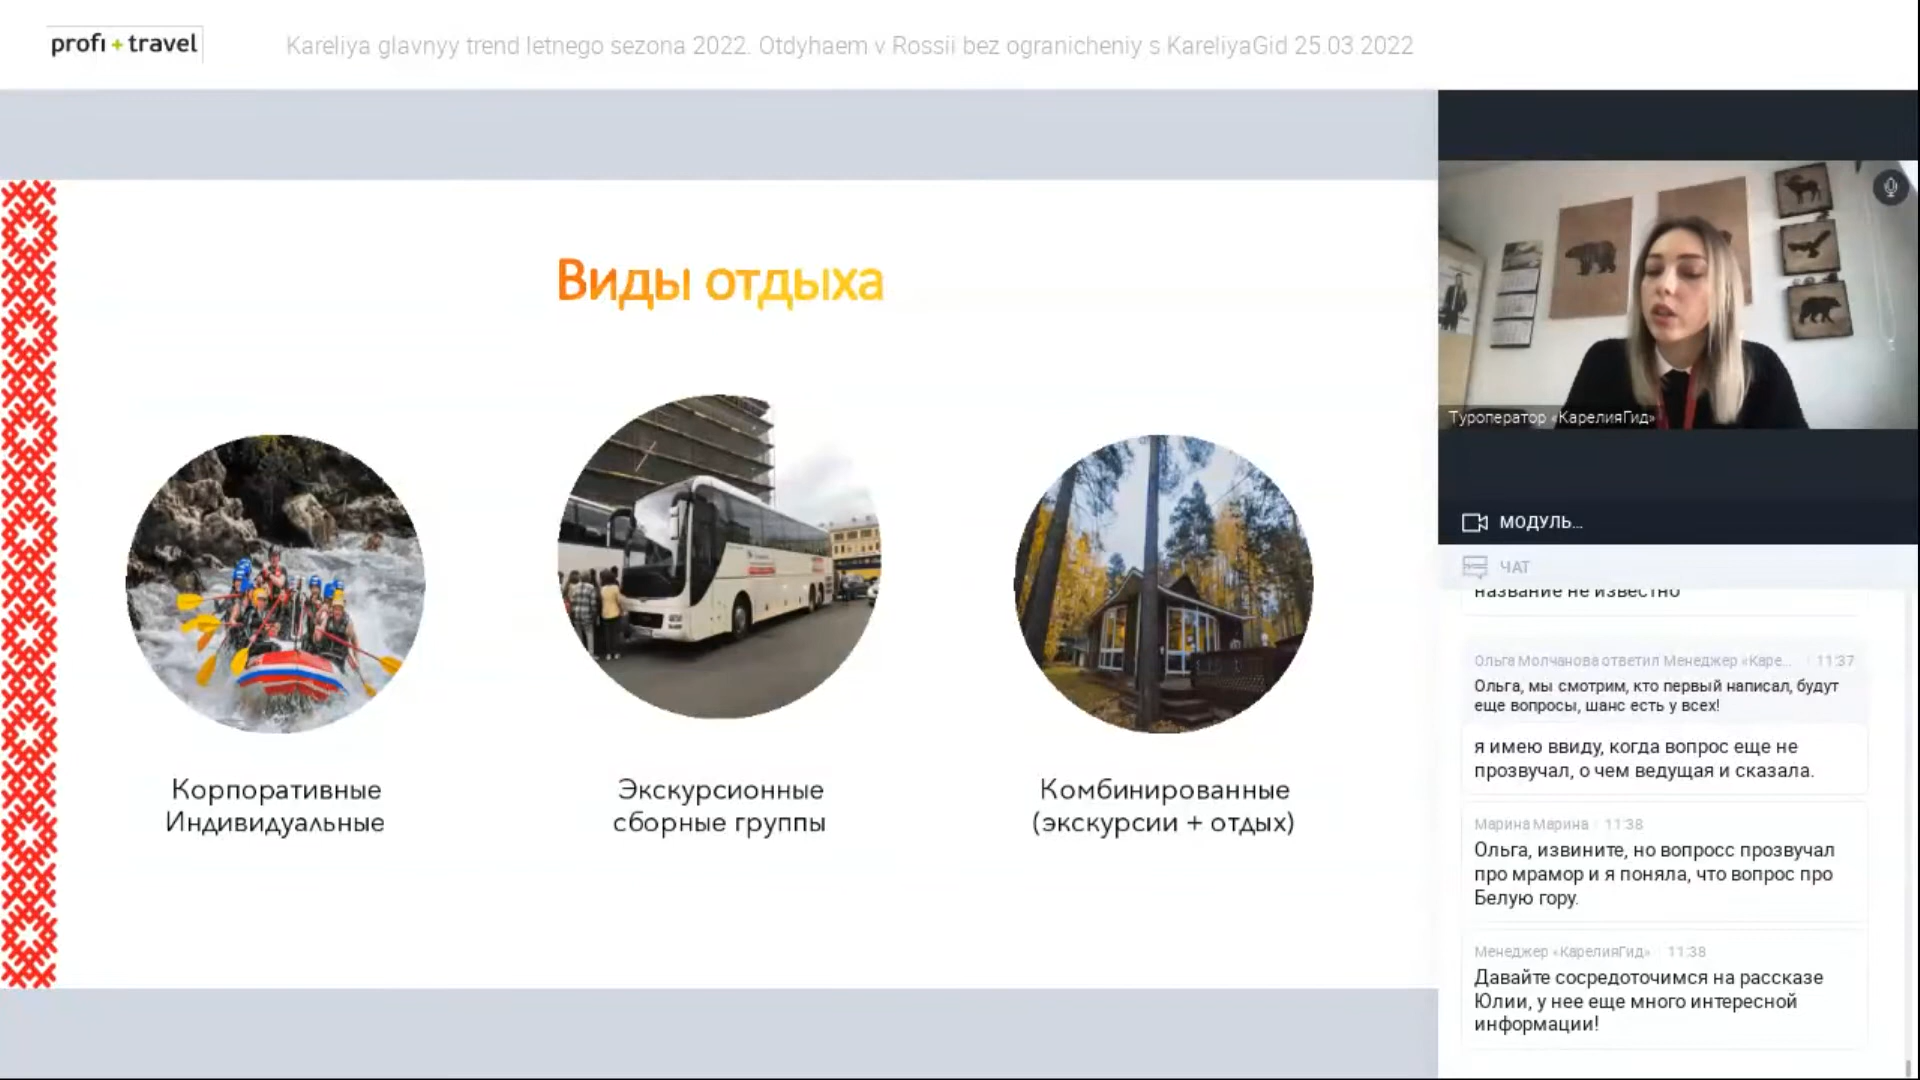 profi + travel
Kareliya glavnyy trend letnego sezona 2022. Otdyhaem v Rossii bez ogranicheniy s KareliyaGid 25.03 2022
Виды отдыха
Корпоративные
Индивидуальные
Экскурсионные
сборные группы
Комбинированные
(экскурсии + отдых)
Туроператор «КарелияГид»
МОДУЛЬ...
ЧАТ
название не известно
Ольга Молчанова ответил Менеджер «Каре... 11:37
Ольга, мы смотрим, кто первый написал, будут
еще вопросы, шанс есть у всех!
я имею ввиду, когда вопрос еще не
прозвучал, о чем ведущая и сказала.
Марина Марина 11:38
Ольга, извините, но вопросс прозвучал
про мрамор и я поняла, что вопрос про
Белую гору.
Менеджер «КарелияГид» 11:38
Давайте сосредоточимся на рассказе
Юлии, у нее еще много интересной
информации!